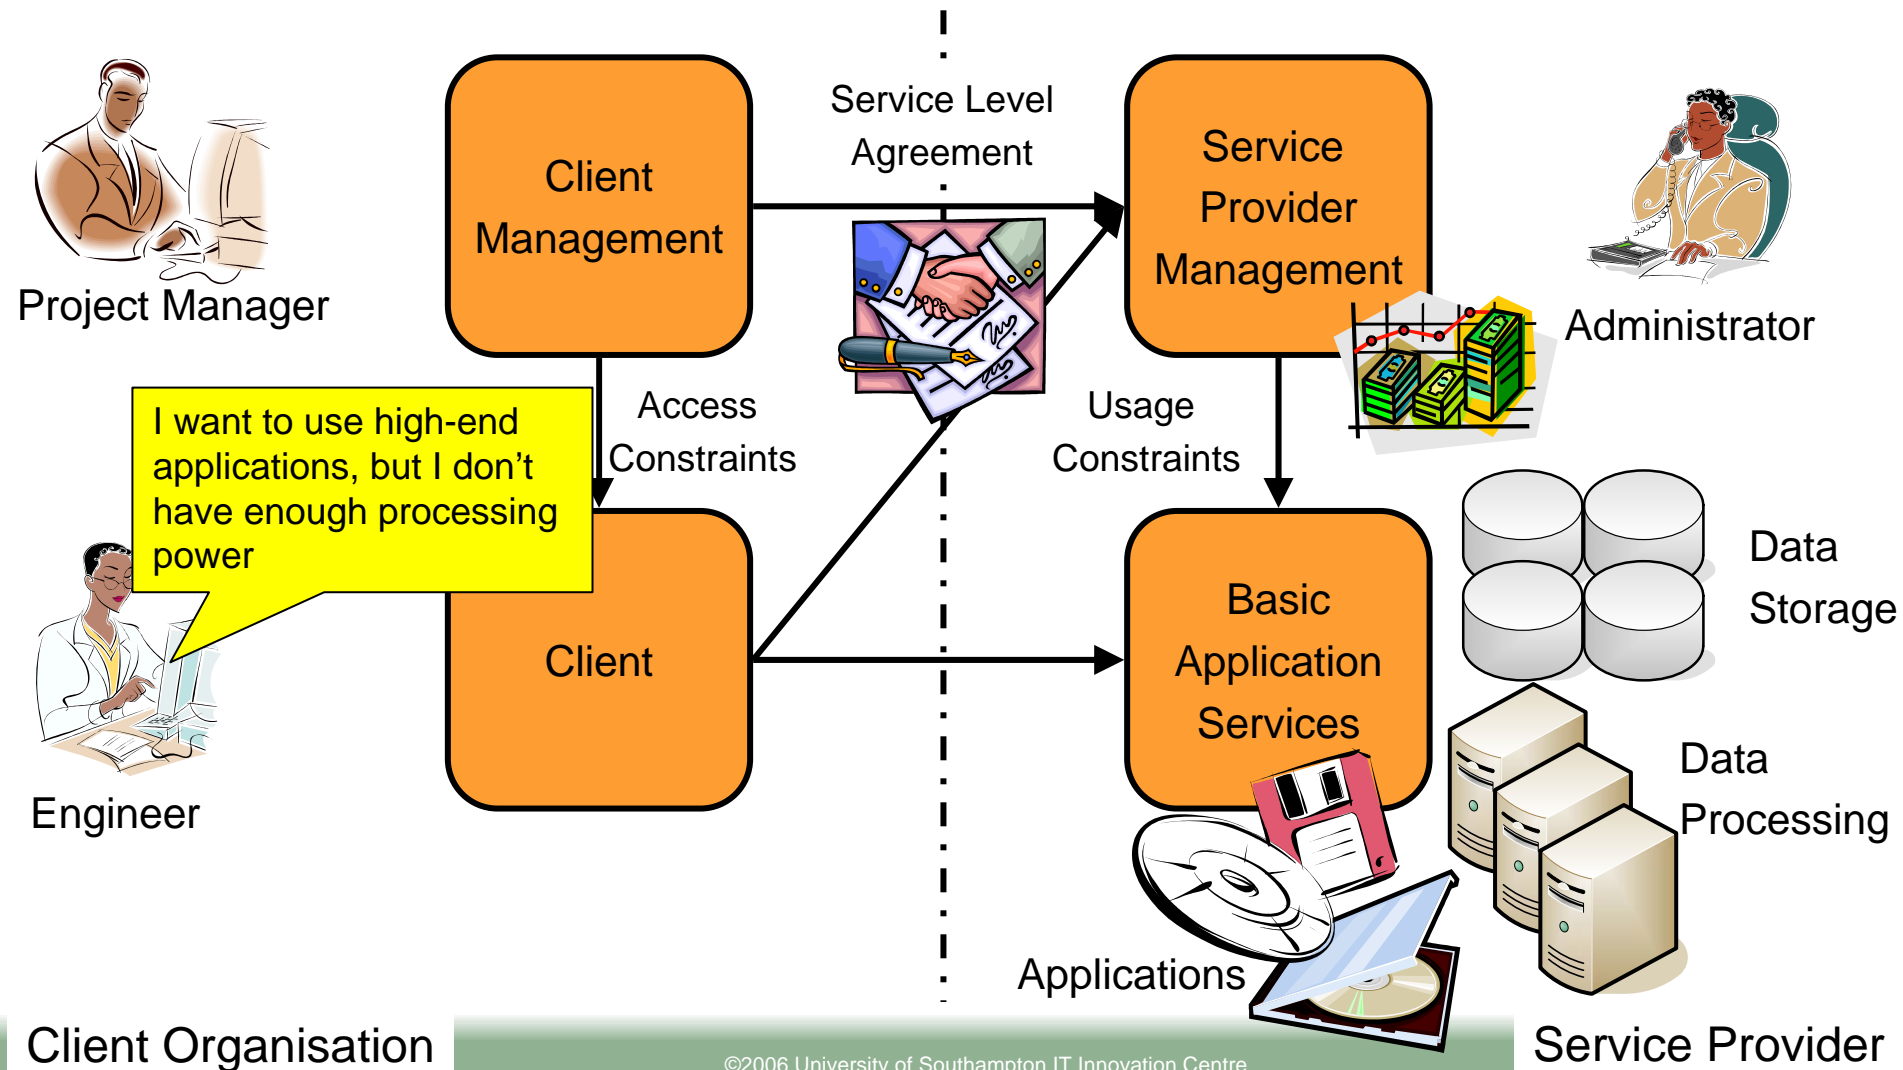 Service Level
Agreement
Client
Management
Service
Provider
Management
Project Manager
Administrator
Access
Constraints
Usage
Constraints
I want to use high-end
applications, but I don’t
have enough processing
power
Data
Storage
Basic
Application
Services
Client
Data
Processing
Engineer
Applications
Client Organisation
©2006 University of Southampton IT Innovation Centre
Service Provider